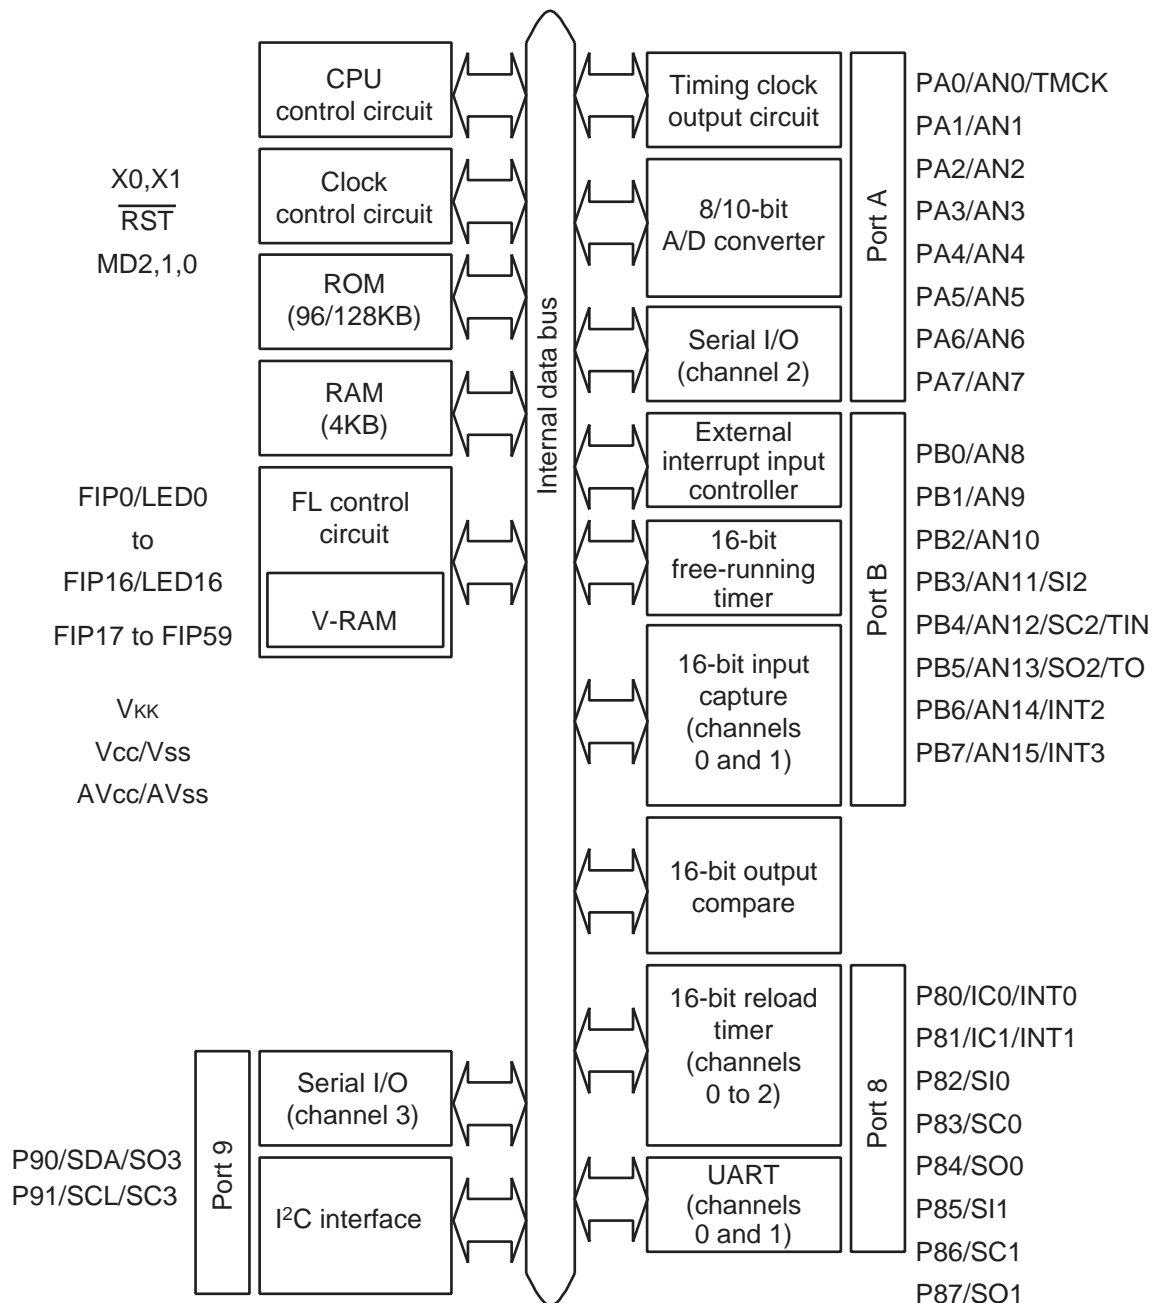 CPU
control circuit
X0,X1
RST
MD2,1,0
Clock
control circuit
ROM
(96/128KB)
RAM
(4KB)
FIP0/LED0
to
FIP16/LED16
FIP17 to FIP59
FL control
circuit
V-RAM
VKK
Vcc/Vss
AVcc/AVss
P90/SDA/SO3
P91/SCL/SC3
Port 9
Serial I/O
(channel 3)
I²C interface
Internal data bus
Timing clock
output circuit
8/10-bit
A/D converter
Serial I/O
(channel 2)
Port A
PA0/AN0/TMCK
PA1/AN1
PA2/AN2
PA3/AN3
PA4/AN4
PA5/AN5
PA6/AN6
PA7/AN7
External
interrupt input
controller
16-bit
free-running
timer
16-bit input
capture
(channels
0 and 1)
Port B
PB0/AN8
PB1/AN9
PB2/AN10
PB3/AN11/SI2
PB4/AN12/SC2/TIN
PB5/AN13/SO2/TO
PB6/AN14/INT2
PB7/AN15/INT3
16-bit output
compare
16-bit reload
timer
(channels
0 to 2)
UART
(channels
0 and 1)
Port 8
P80/IC0/INT0
P81/IC1/INT1
P82/SI0
P83/SC0
P84/SO0
P85/SI1
P86/SC1
P87/SO1